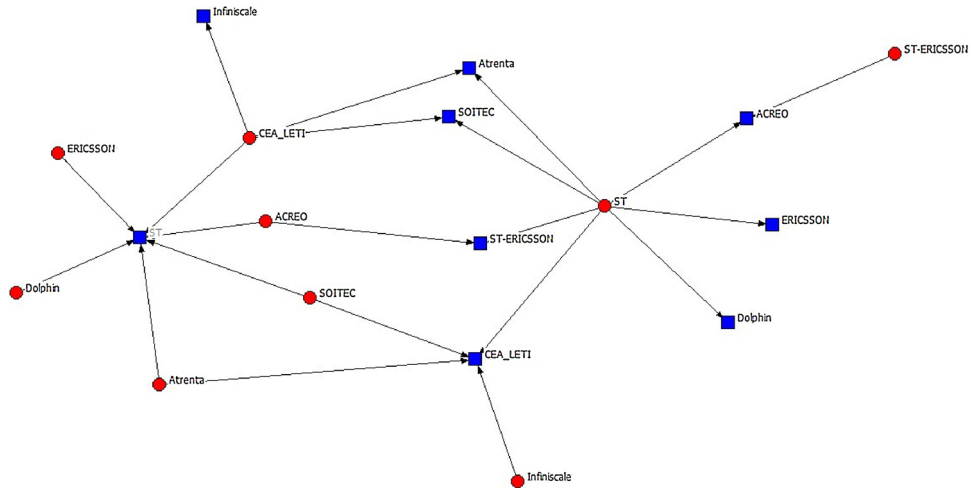 Infiniscale
ST-ERICSSON
Atrenta
SOITEC
ACREO
CEA_LETI
ERICSSON
ST
ACREO
ERICSSON
ST
ST-ERICSSON
Dolphin
SOITEC
Dolphin
CEA_LETI
Atrenta
Infiniscale